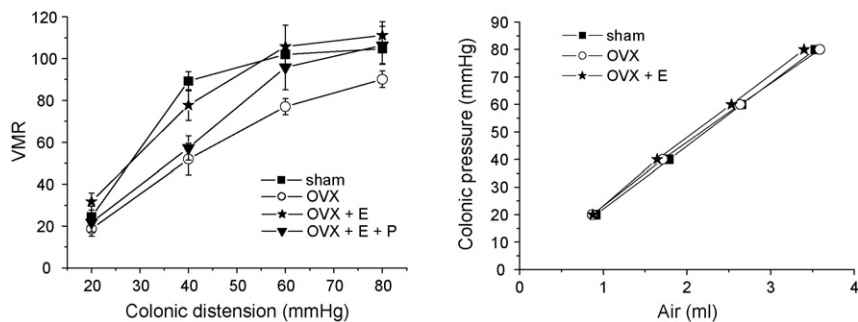 120
100
80
60
40
20
0
VMR
20 30 40 50 60 70 80
Colonic distension (mmHg)
sham
OVX
OVX + E
OVX + E + P
90
80
70
60
50
40
30
20
10
0
Colonic pressure (mmHg)
0 1 2 3 4
Air (ml)
sham
OVX
OVX + E